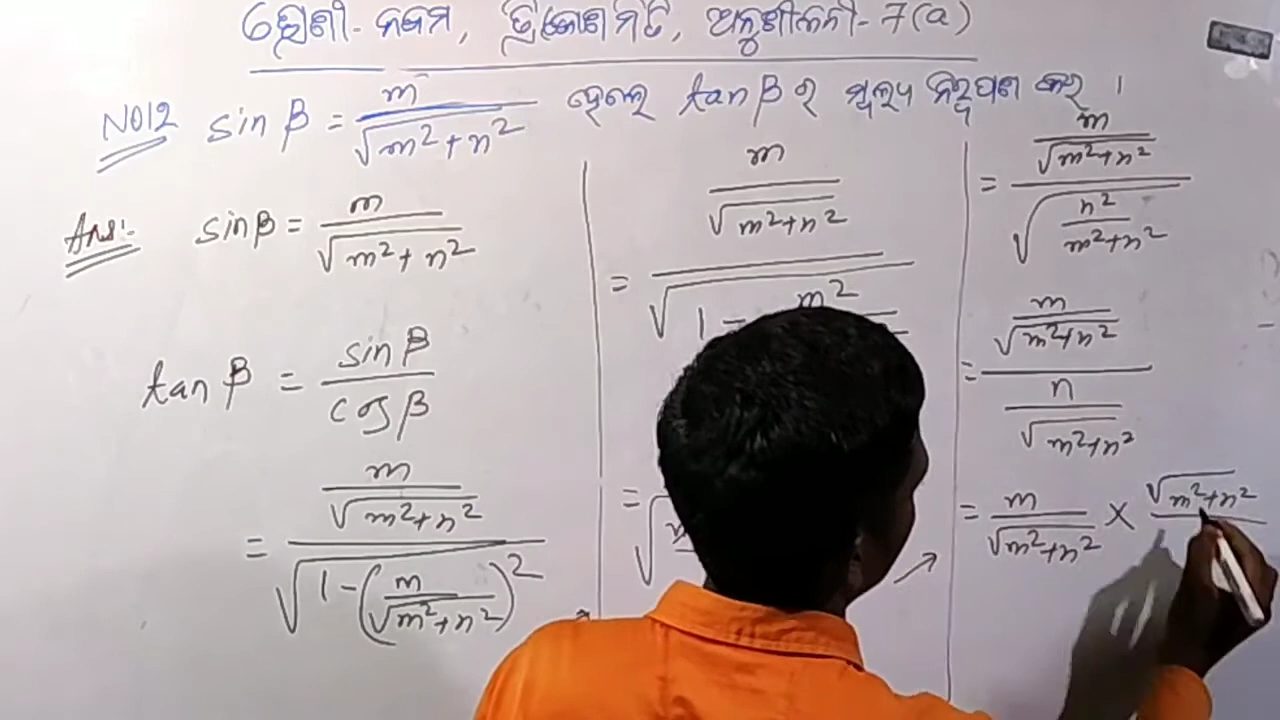 ଶ୍ରେଣୀ- ନବମ, ତ୍ରିକୋଣମିତି, ଅନୁଶୀଳନୀ- 7(a)
NO12 sin β = m/√(m²+n²) ହେଲେ tan β ର ମୂଲ୍ୟ ନିରୂପଣ କର ।
Ans:- sin β = m/√(m²+n²)
tan β = sin β/cos β
= (m/√(m²+n²))/√(1-(m/√(m²+n²))²)
= (m/√(m²+n²))/√(1- m²
=
= (m/√(m²+n²))/√(n²/(m²+n²))
= (m/√(m²+n²))/(n/√(m²+n²))
= m/√(m²+n²) × √(m²+n²)